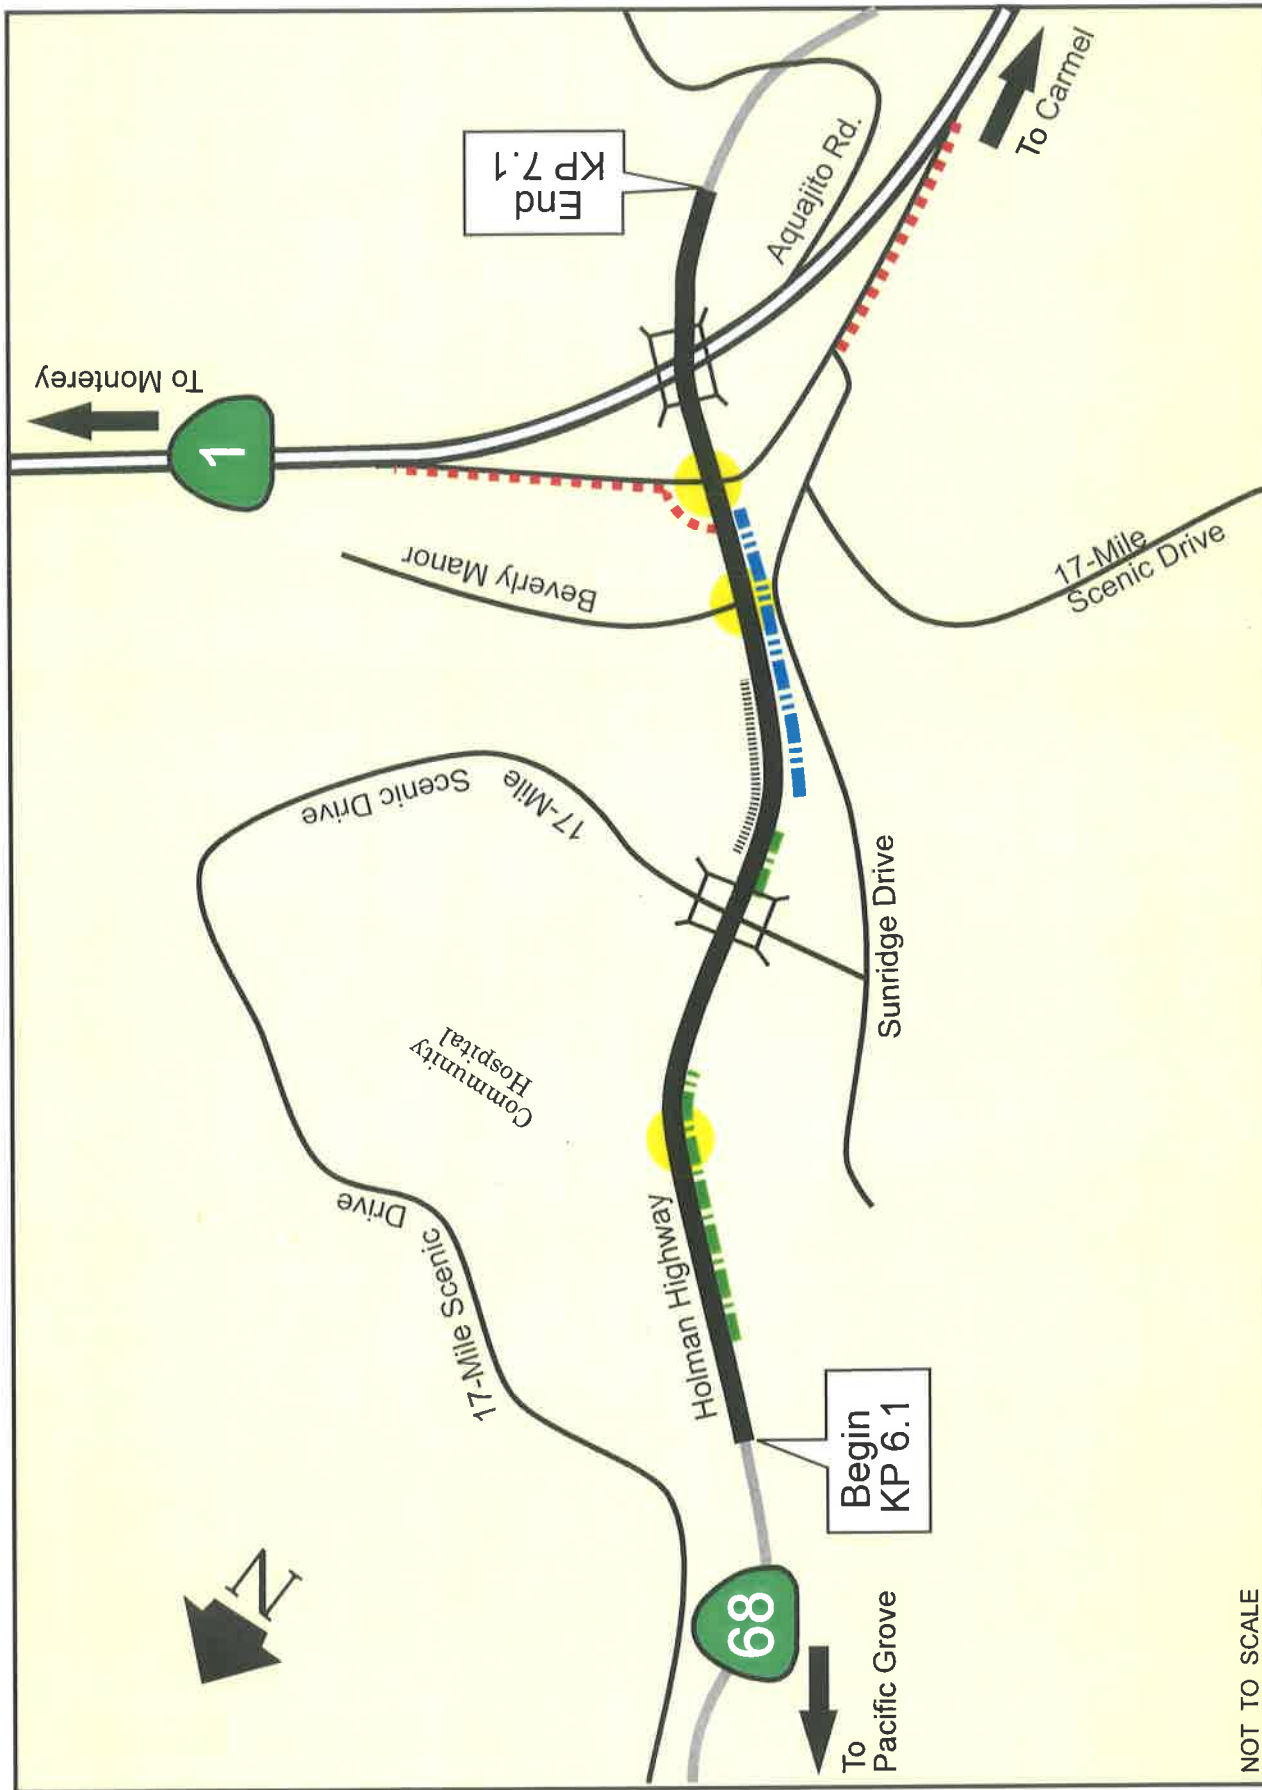 To Monterey
1
End
KP 7.1
Aquajito Rd.
To Carmel
Beverly Manor
17-Mile
Scenic Drive
17-Mile
Scenic Drive
Sunridge Drive
Community
Hospital
17-Mile Scenic
Drive
Holman Highway
Begin
KP 6.1
N
68
To
Pacific Grove
NOT TO SCALE